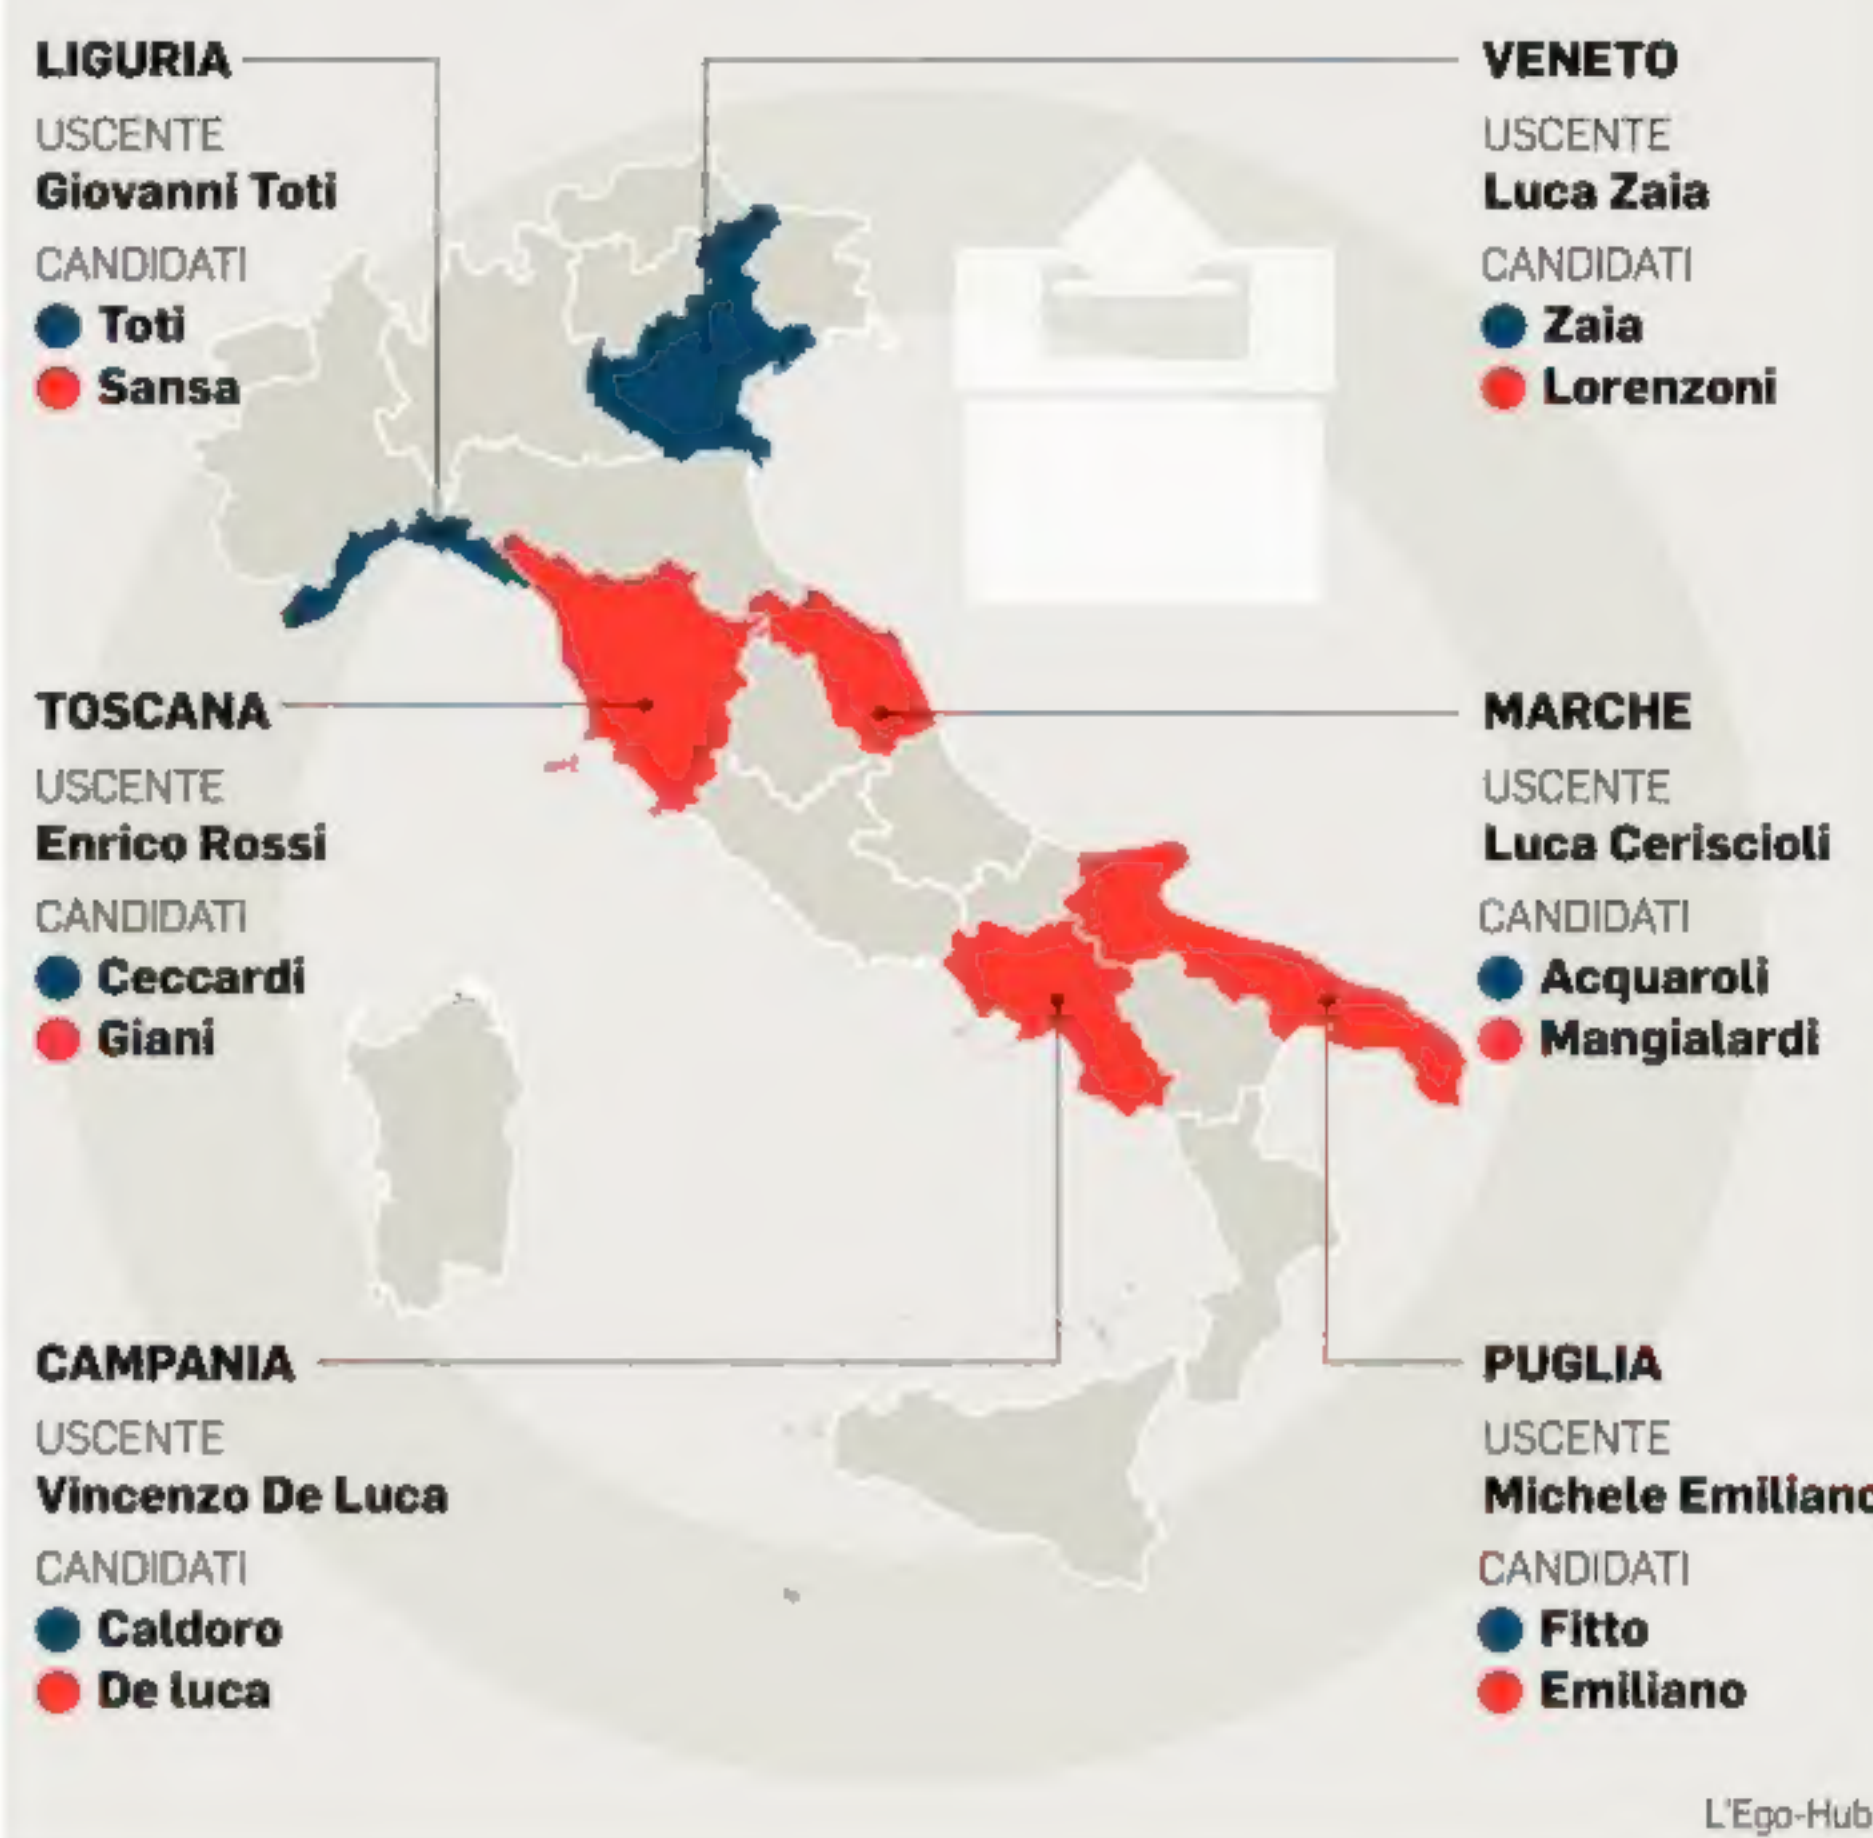 LIGURIA
USCENTE
Giovanni Toti
CANDIDATI
Toti
Sansa
VENETO
USCENTE
Luca Zaia
CANDIDATI
Zaia
Lorenzoni
TOSCANA
USCENTE
Enrico Rossi
CANDIDATI
Ceccardi
Giani
MARCHE
USCENTE
Luca Ceriscioli
CANDIDATI
Acquaroli
Mangialardi
CAMPANIA
USCENTE
Vincenzo De Luca
CANDIDATI
Caldoro
De luca
PUGLIA
USCENTE
Michele Emiliano
CANDIDATI
Fitto
Emiliano
L'Ego-Hub